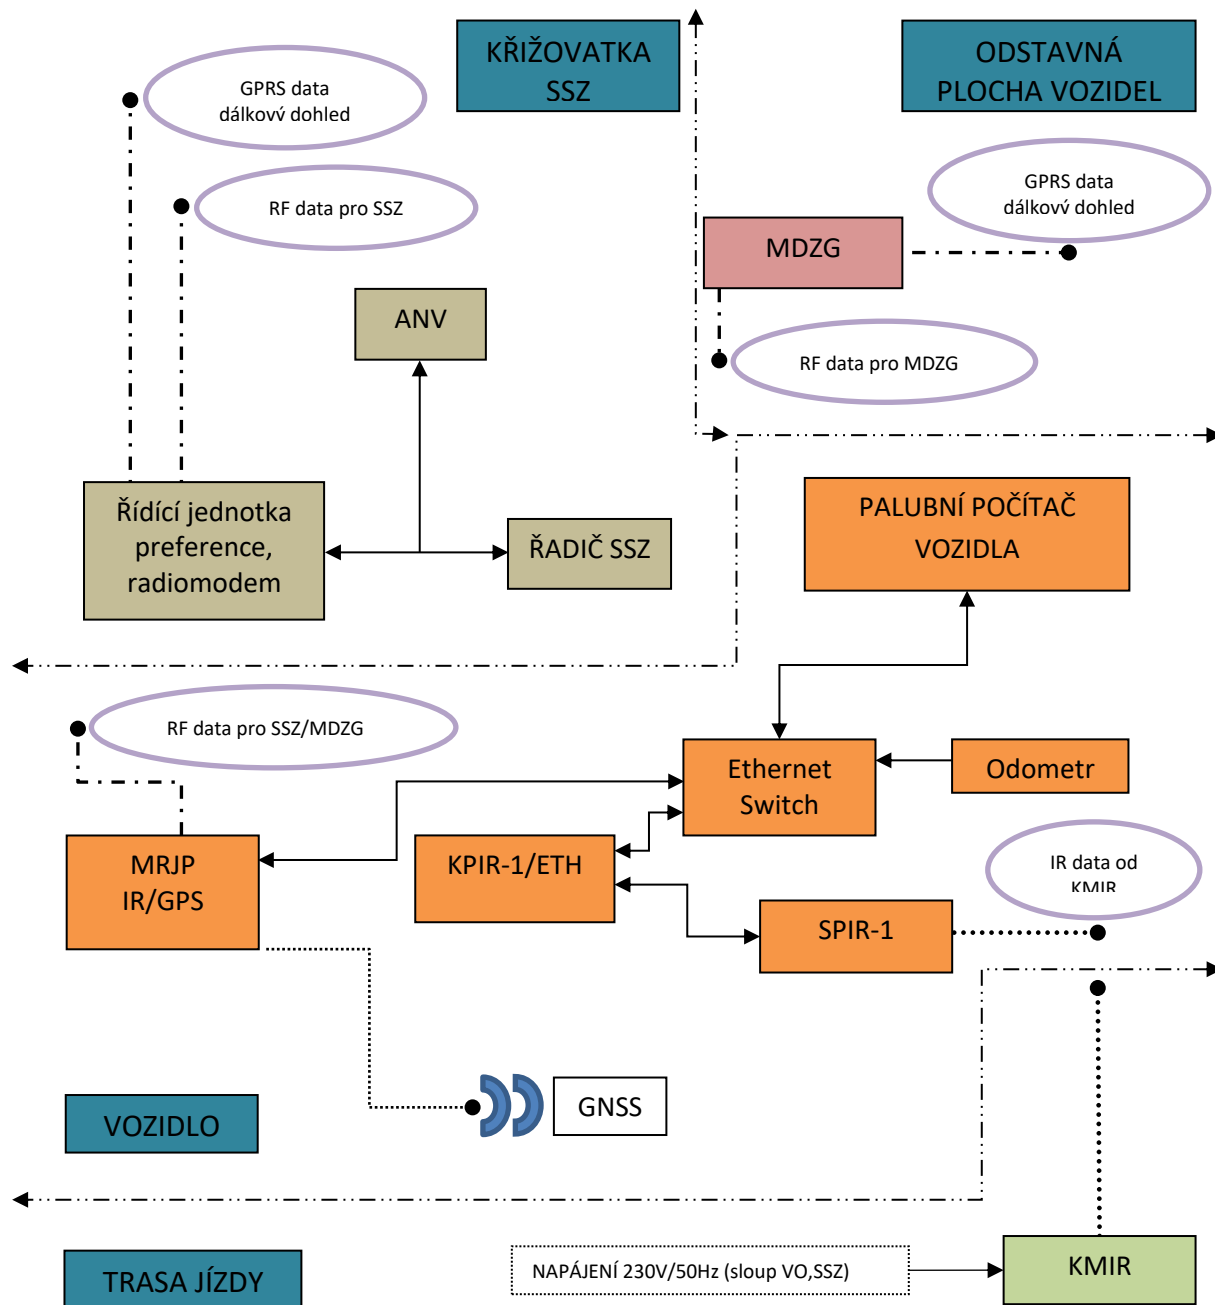 KŘIŽOVATKA
SSZ
ODSTAVNÁ
PLOCHA VOZIDEL
GPRS data
dálkový dohled
RF data pro SSZ
GPRS data
dálkový dohled
MDZG
ANV
RF data pro MDZG
Řídící jednotka
preference,
radiomodem
ŘADIČ SSZ
PALUBNÍ POČÍTAČ
VOZIDLA
RF data pro SSZ/MDZG
Ethernet
Switch
Odometr
MRJP
IR/GPS
KPIR-1/ETH
IR data od
KMIR
SPIR-1
GNSS
VOZIDLO
TRASA JÍZDY
NAPÁJENÍ 230V/50Hz (sloup VO,SSZ)
KMIR